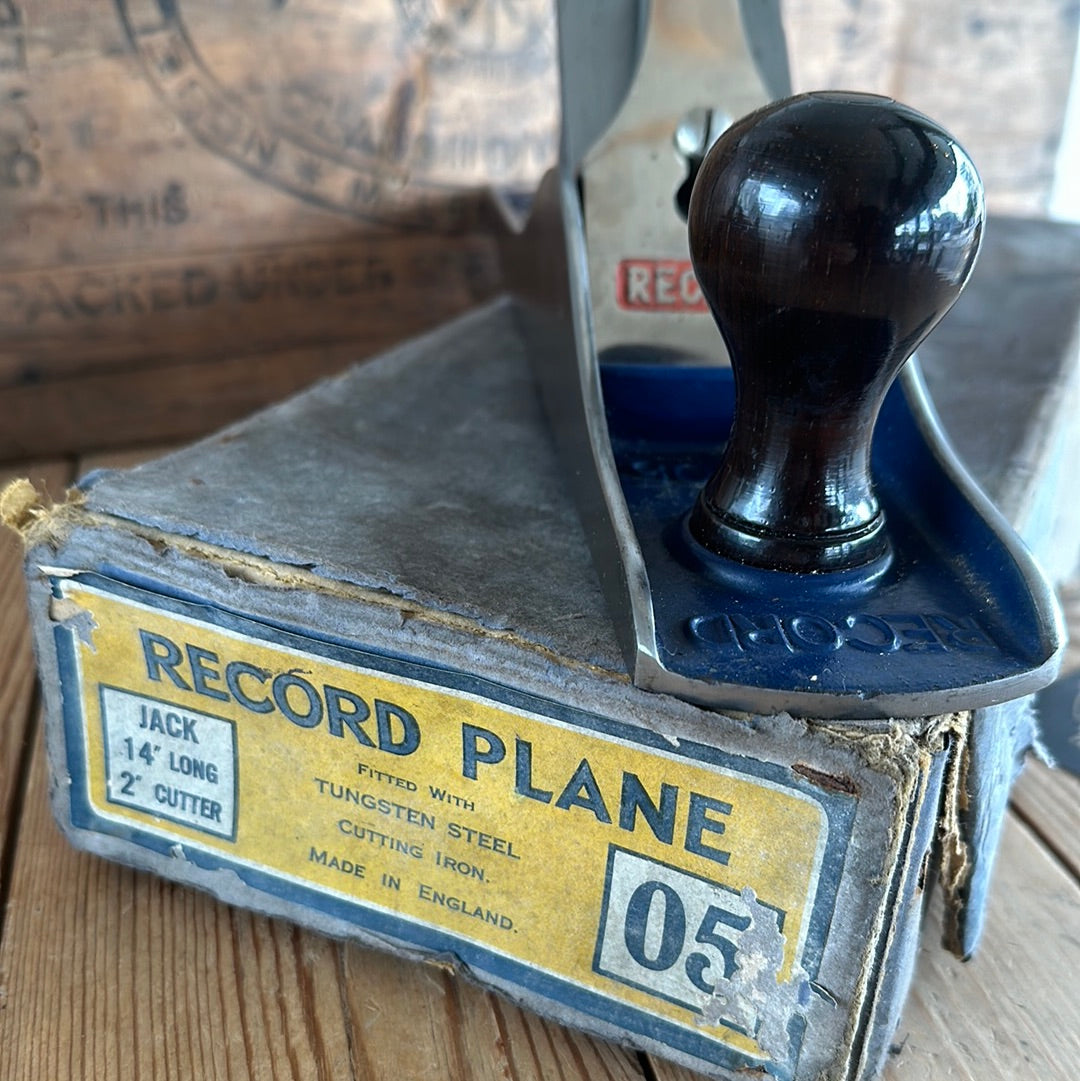 THIS
PACKED UNDER
REC
RECORD
RECORD PLANE
JACK
14" LONG
2" CUTTER
FITTED WITH
TUNGSTEN STEEL
CUTTING IRON.
MADE IN ENGLAND.
05